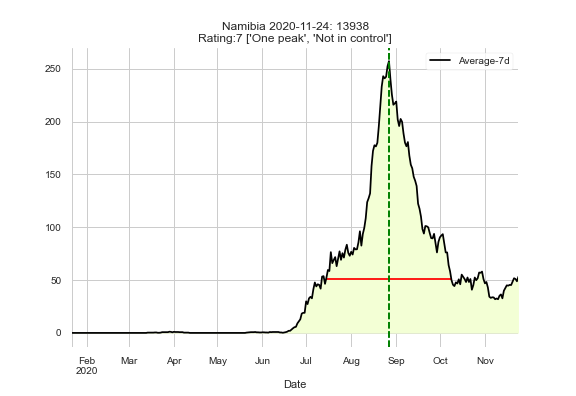 Namibia 2020-11-24: 13938
Rating:7 ['One peak', 'Not in control']
Average-7d
250
200
150
100
50
0
Feb Mar Apr May Jun Jul Aug Sep Oct Nov
2020
Date